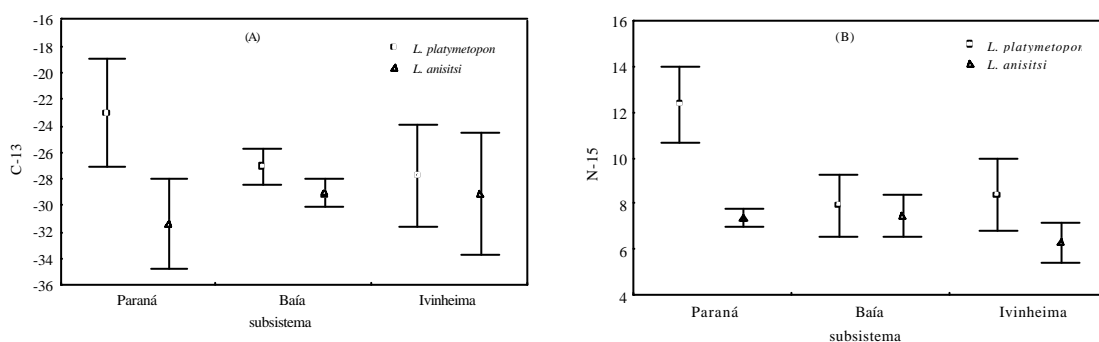 (A)
L. platymetopon
L. anisitsi
C-13
-16
-18
-20
-22
-24
-26
-28
-30
-32
-34
-36
Paraná Baía Ivinheima
subsistema
(B)
L. platymetopon
L. anisitsi
N-15
16
14
12
10
8
6
4
Paraná Baía Ivinheima
subsistema